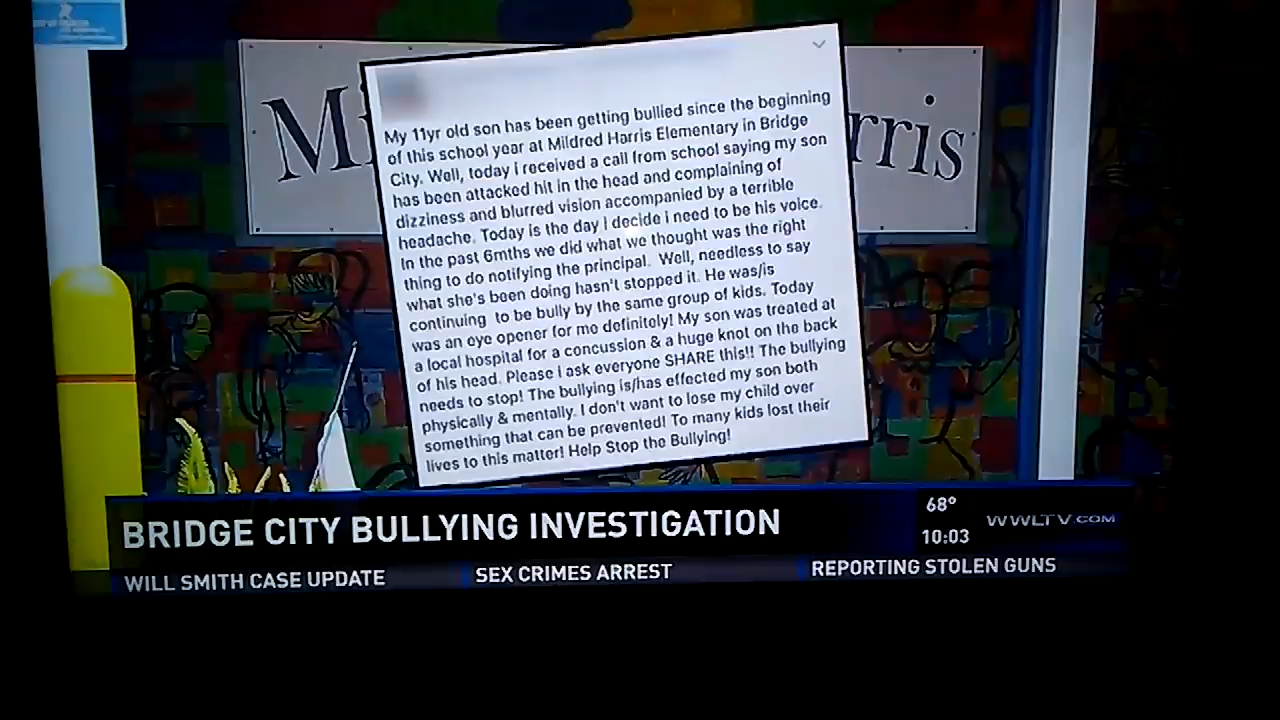 Mi
rris
My 11yr old son has been getting bullied since the beginning
of this school year at Mildred Harris Elementary in Bridge
City. Well, today I received a call from school saying my son
has been attacked hit in the head and complaining of
dizziness and blurred vision accompanied by a terrible
headache. Today is the day I decide I need to be his voice.
In the past 6mths we did what we thought was the right
thing to do notifying the principal. Well, needless to say
what she's been doing hasn't stopped it. He was/is
continuing to be bully by the same group of kids. Today
was an eye opener for me definitely! My son was treated at
a local hospital for a concussion & a huge knot on the back
of his head. Please I ask everyone SHARE this!! The bullying
needs to stop! The bullying is/has effected my son both
physically & mentally. I don't want to lose my child over
something that can be prevented! To many kids lost their
lives to this matter! Help Stop the Bullying!
BRIDGE CITY BULLYING INVESTIGATION
68°
10:03
WWLTV.COM
WILL SMITH CASE UPDATE
SEX CRIMES ARREST
REPORTING STOLEN GUNS